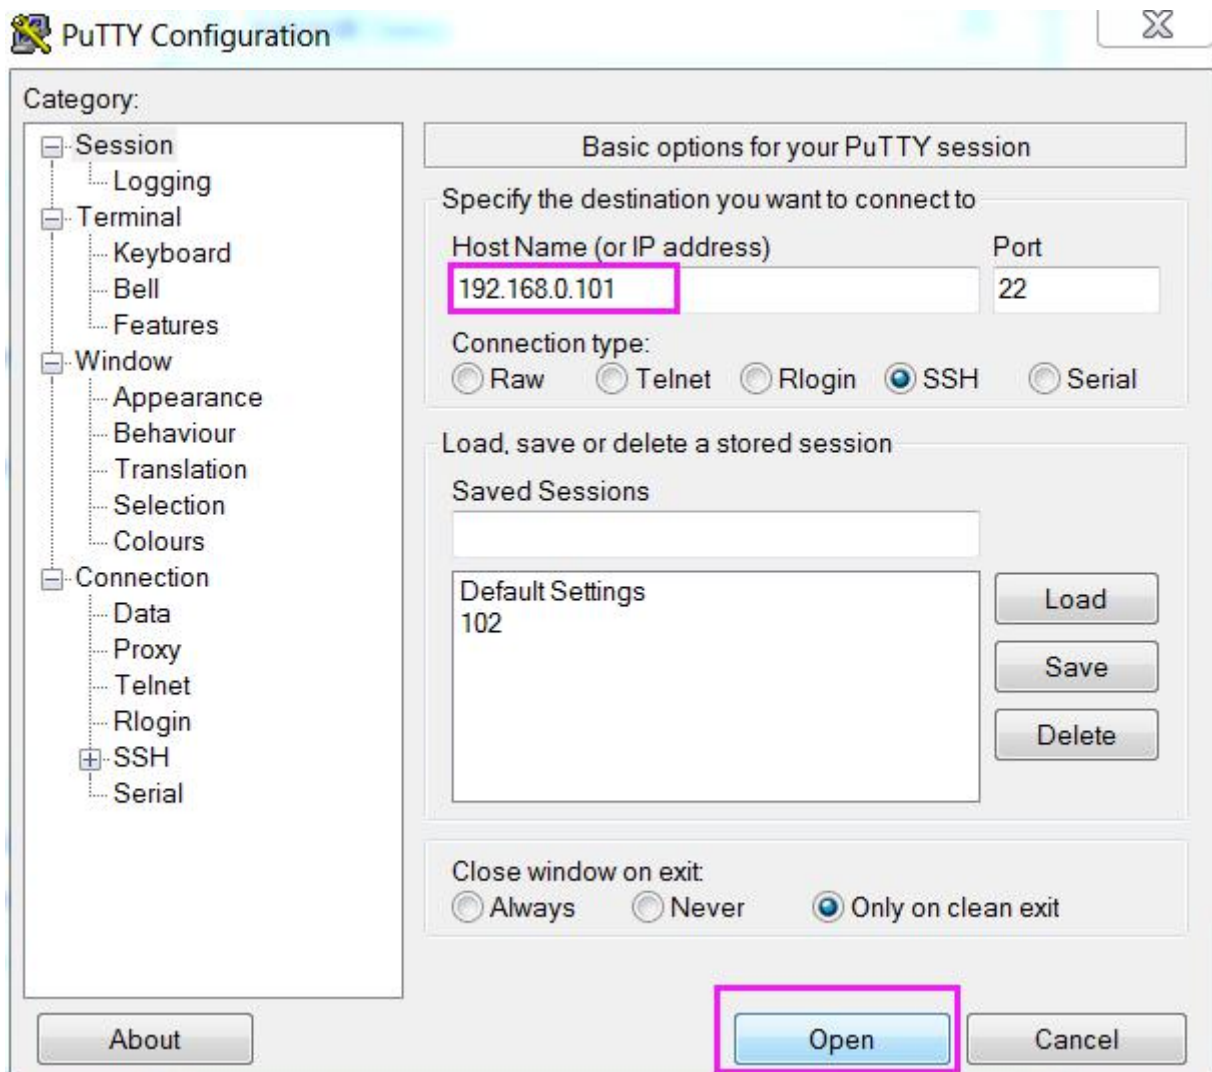 PuTTY Configuration
Category:
Session
Logging
Terminal
Keyboard
Bell
Features
Window
Appearance
Behaviour
Translation
Selection
Colours
Connection
Data
Proxy
Telnet
Rlogin
SSH
Serial
Basic options for your PuTTY session
Specify the destination you want to connect to
Host Name (or IP address) Port
192.168.0.101 22
Connection type:
Raw Telnet Rlogin SSH Serial
Load, save or delete a stored session
Saved Sessions
Default Settings
102
Load
Save
Delete
Close window on exit:
Always Never Only on clean exit
About Open Cancel